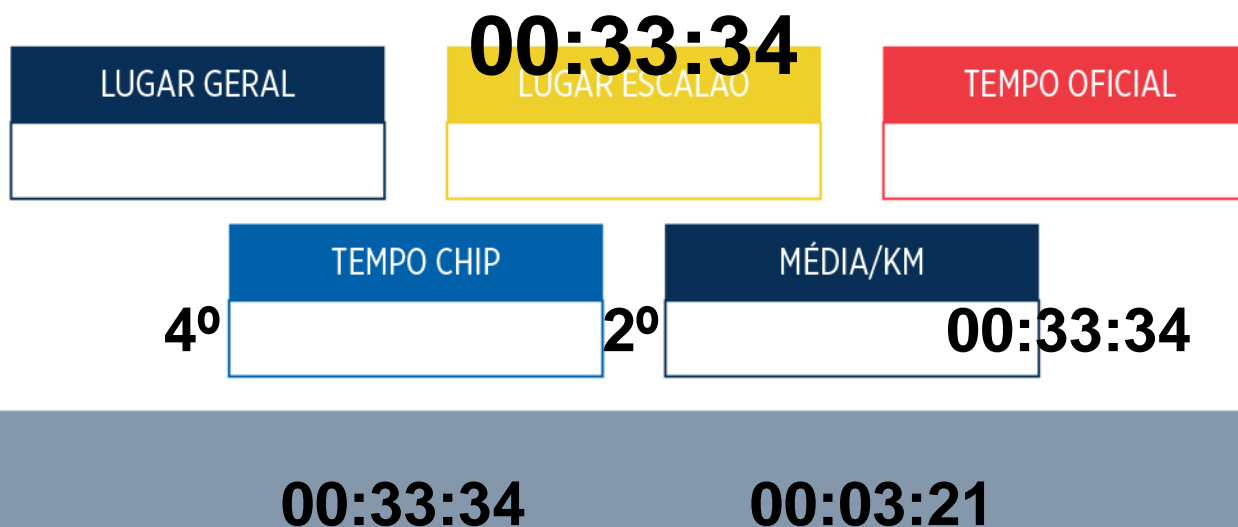 00:33:34
LUGAR GERAL
LUGAR ESCALÃO
TEMPO OFICIAL
TEMPO CHIP
MÉDIA/KM
4º
2º
00:33:34
00:33:34
00:03:21